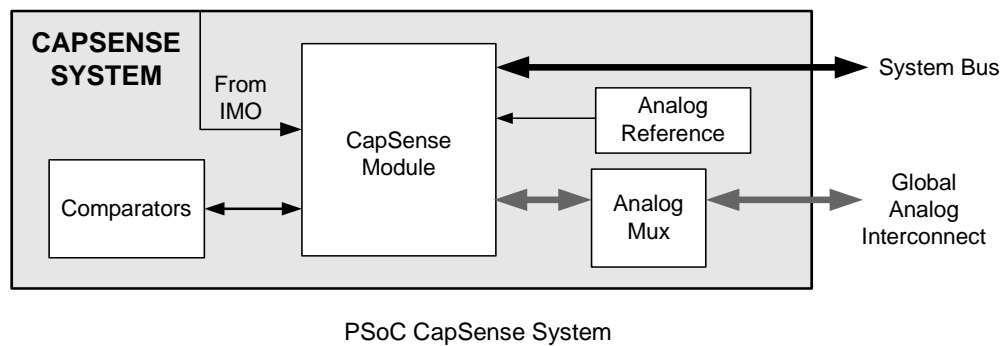 CAPSENSE
SYSTEM
From
IMO
CapSense
Module
System Bus
Analog
Reference
Comparators
Analog
Mux
Global
Analog
Interconnect
PSoC CapSense System